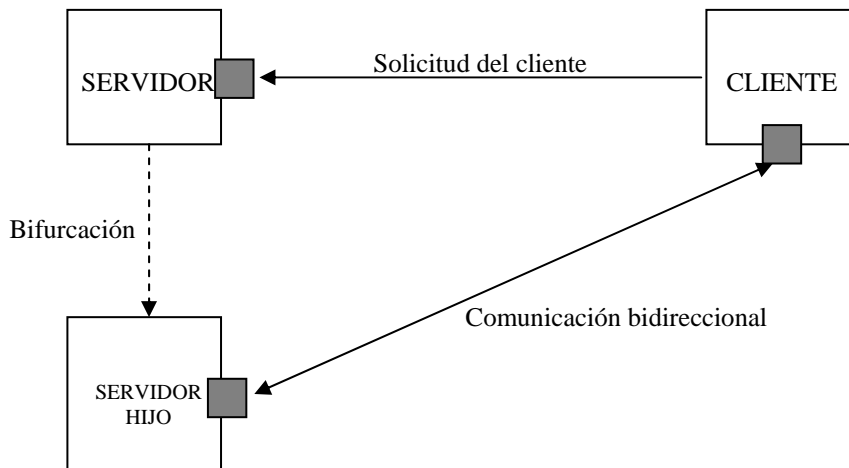 Solicitud del cliente
SERVIDOR
CLIENTE
Bifurcación
Comunicación bidireccional
SERVIDOR
HIJO